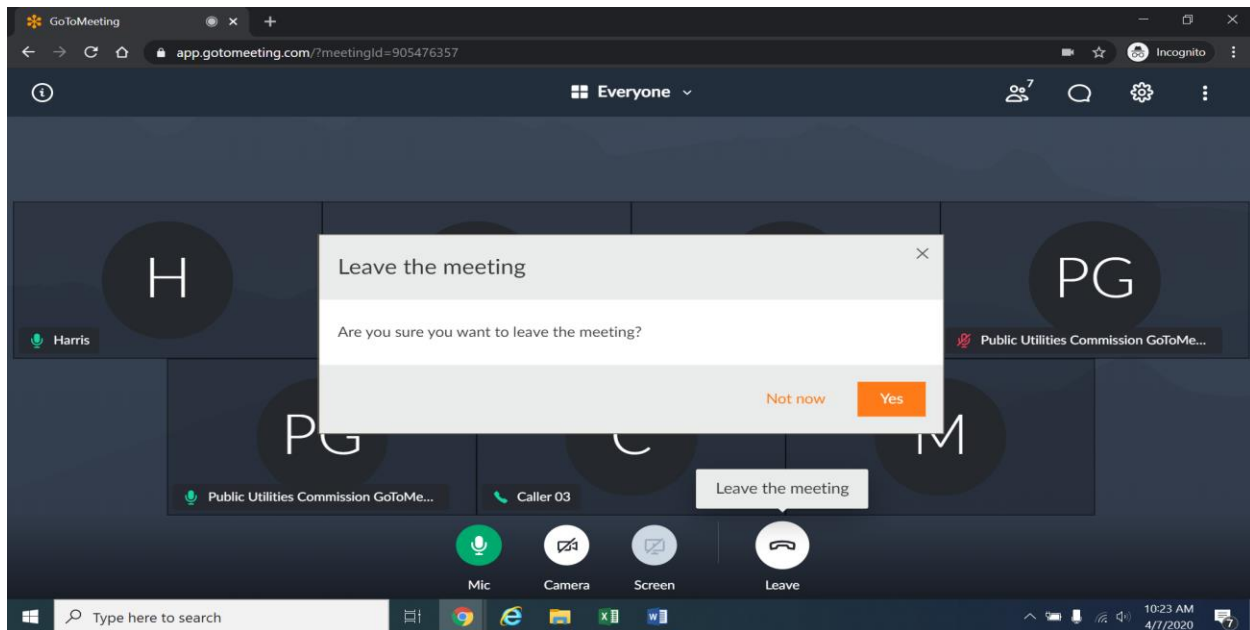 GoToMeeting
app.gotomeeting.com/?meetingId=905476357
Incognito
Everyone
7
H
PG
Harris
Public Utilities Commission GoToMe...
Leave the meeting
Are you sure you want to leave the meeting?
Not now
Yes
PG
C
M
Public Utilities Commission GoToMe...
Caller 03
Leave the meeting
Mic
Camera
Screen
Leave
Type here to search
10:23 AM
4/7/2020
7